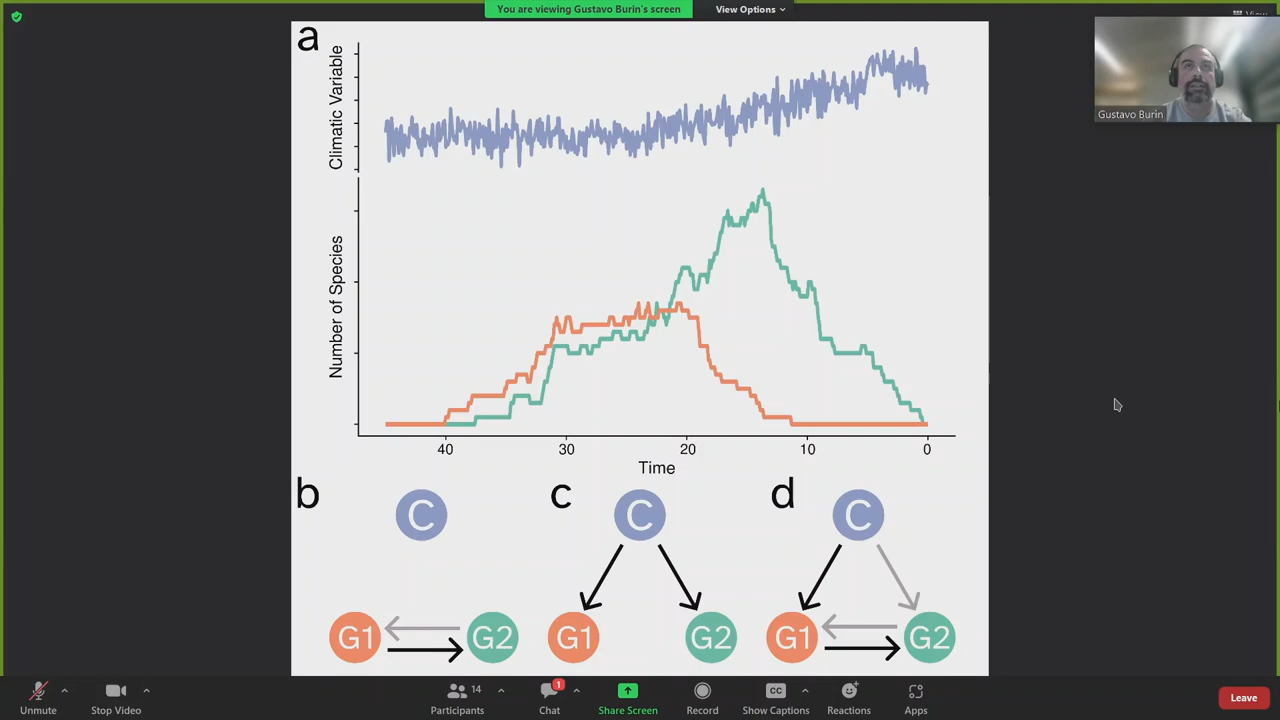 You are viewing Gustavo Burin's screen
View Options
View
Gustavo Burin
a
Climatic Variable
Number of Species
40
30
20
10
0
Time
b
c
d
C
C
C
G1
G2
G1
G2
G1
G2
Unmute
Stop Video
14
Participants
1
Chat
Share Screen
Record
CC
Show Captions
Reactions
Apps
Leave